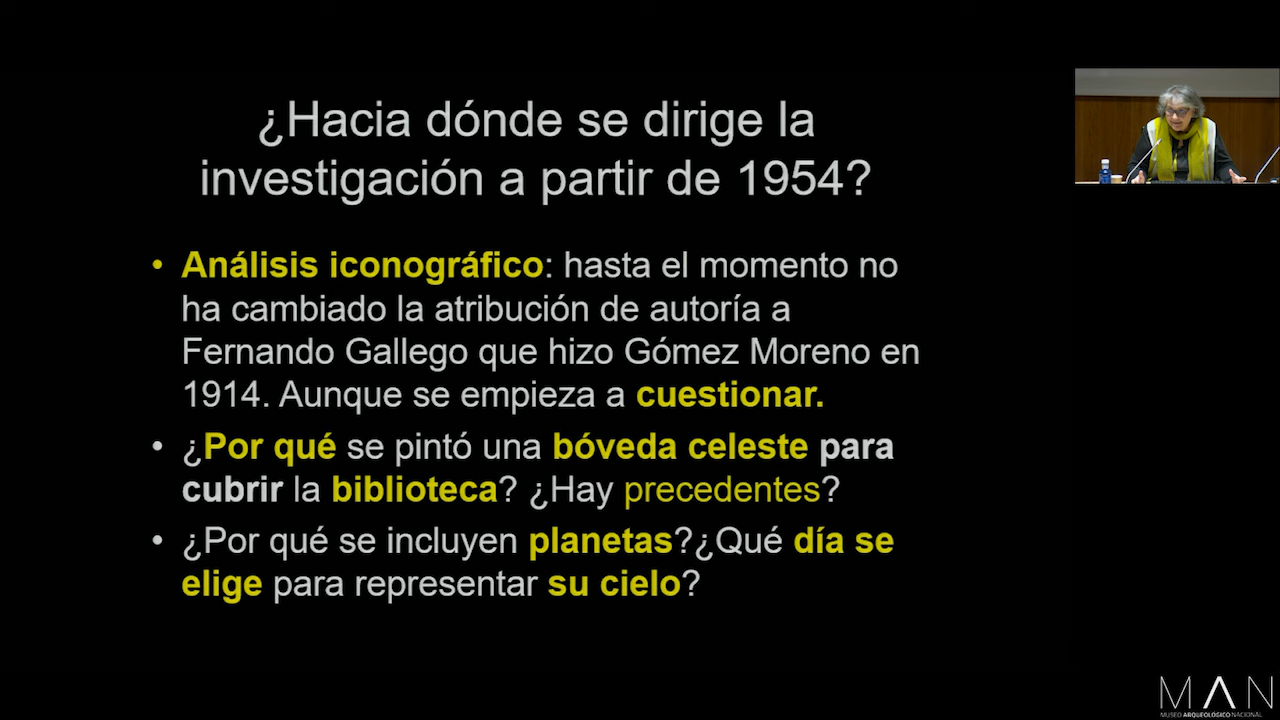 ¿Hacia dónde se dirige la
investigación a partir de 1954?
• Análisis iconográfico: hasta el momento no
ha cambiado la atribución de autoría a
Fernando Gallego que hizo Gómez Moreno en
1914. Aunque se empieza a cuestionar.
• ¿Por qué se pintó una bóveda celeste para
cubrir la biblioteca? ¿Hay precedentes?
• ¿Por qué se incluyen planetas?¿Qué día se
elige para representar su cielo?
MAN
MUSEO ARQUEOLÓGICO NACIONAL